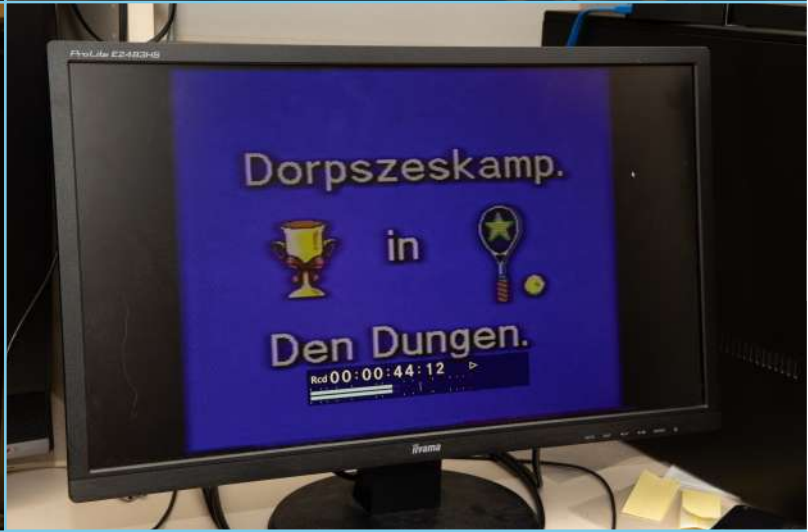 ProLite E2483HS
Dorpszeskamp.
in
Den Dungen.
Rcd 00:00:44:12 ▷
iiyama